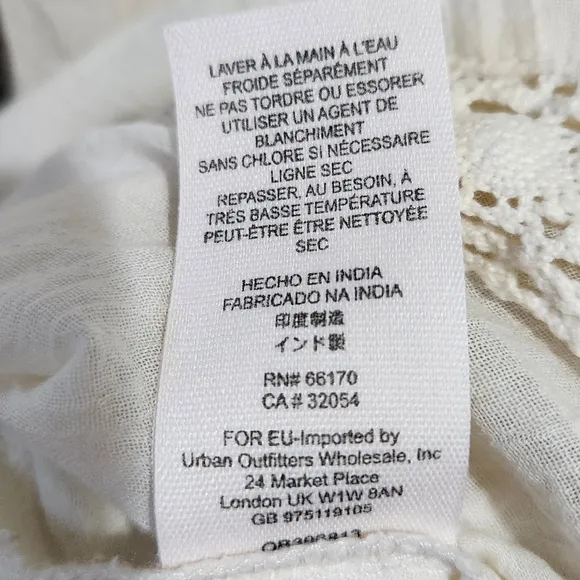 LAVER À LA MAIN À L'EAU
FROIDE SÉPARÉMENT
NE PAS TORDRE OU ESSORER
UTILISER UN AGENT DE
BLANCHIMENT
SANS CHLORE SI NÉCESSAIRE
LIGNE SEC
REPASSER, AU BESOIN, À
TRÈS BASSE TEMPÉRATURE
PEUT-ÊTRE ÊTRE NETTOYÉE
SEC
HECHO EN INDIA
FABRICADO NA INDIA
印度制造
インド製
RN# 66170
CA# 32054
FOR EU-Imported by
Urban Outfitters Wholesale, Inc
24 Market Place
London UK W1W 8AN
GB 975119105